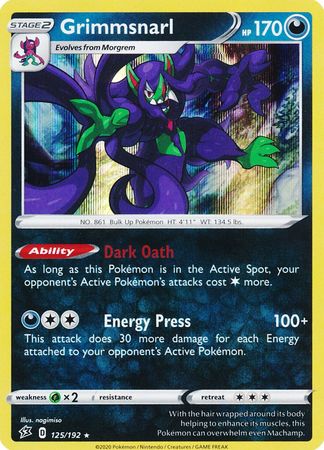 STAGE 2 Grimmsnarl HP 170
Evolves from Morgrem
NO. 861 Bulk Up Pokémon HT: 4'11" WT: 134.5 lbs.
Ability Dark Oath
As long as this Pokémon is in the Active Spot, your
opponent's Active Pokémon's attacks cost more.
Energy Press 100+
This attack does 30 more damage for each Energy
attached to your opponent's Active Pokémon.
weakness ×2 resistance retreat
Illus. nagimiso
D 125/192 ★
With the hair wrapped around its body
helping to enhance its muscles, this
Pokémon can overwhelm even Machamp.
©2020 Pokémon / Nintendo / Creatures / GAME FREAK